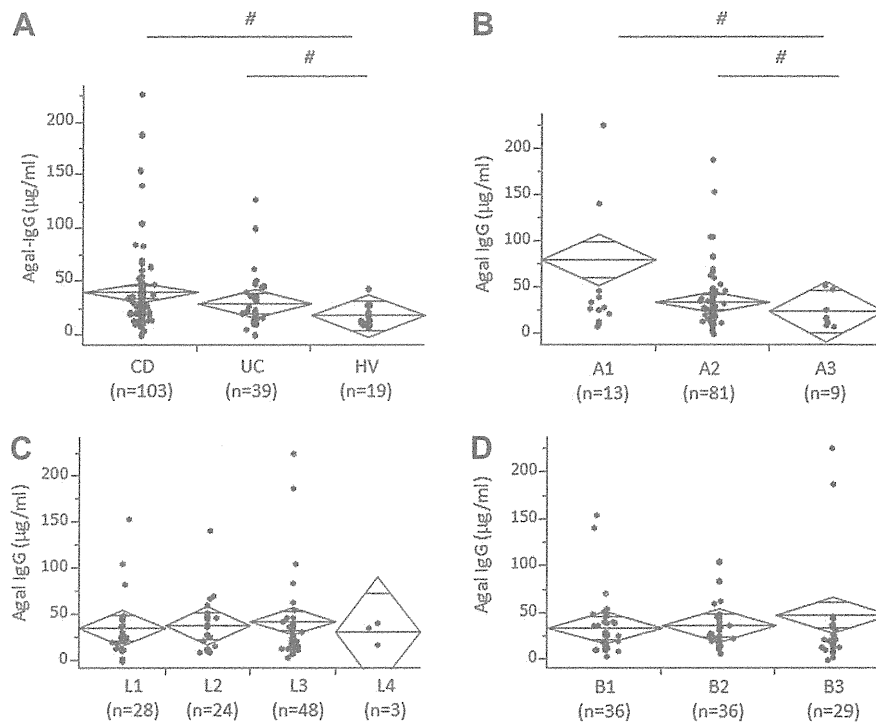 A
#
#
Agal-IgG (µg/ml)
200
150
100
50
0
CD UC HV
(n=103) (n=39) (n=19)
B
#
#
Agal IgG (µg/ml)
200
150
100
50
0
A1 A2 A3
(n=13) (n=81) (n=9)
C
Agal IgG (µg/ml)
200
150
100
50
0
L1 L2 L3 L4
(n=28) (n=24) (n=48) (n=3)
D
Agal IgG (µg/ml)
200
150
100
50
0
B1 B2 B3
(n=36) (n=36) (n=29)